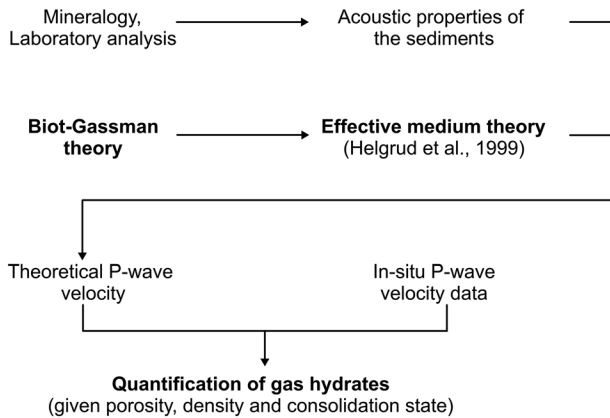 Mineralogy,
Laboratory analysis
Acoustic properties of
the sediments
Biot-Gassman
theory
Effective medium theory
(Helgrud et al., 1999)
Theoretical P-wave
velocity
In-situ P-wave
velocity data
Quantification of gas hydrates
(given porosity, density and consolidation state)